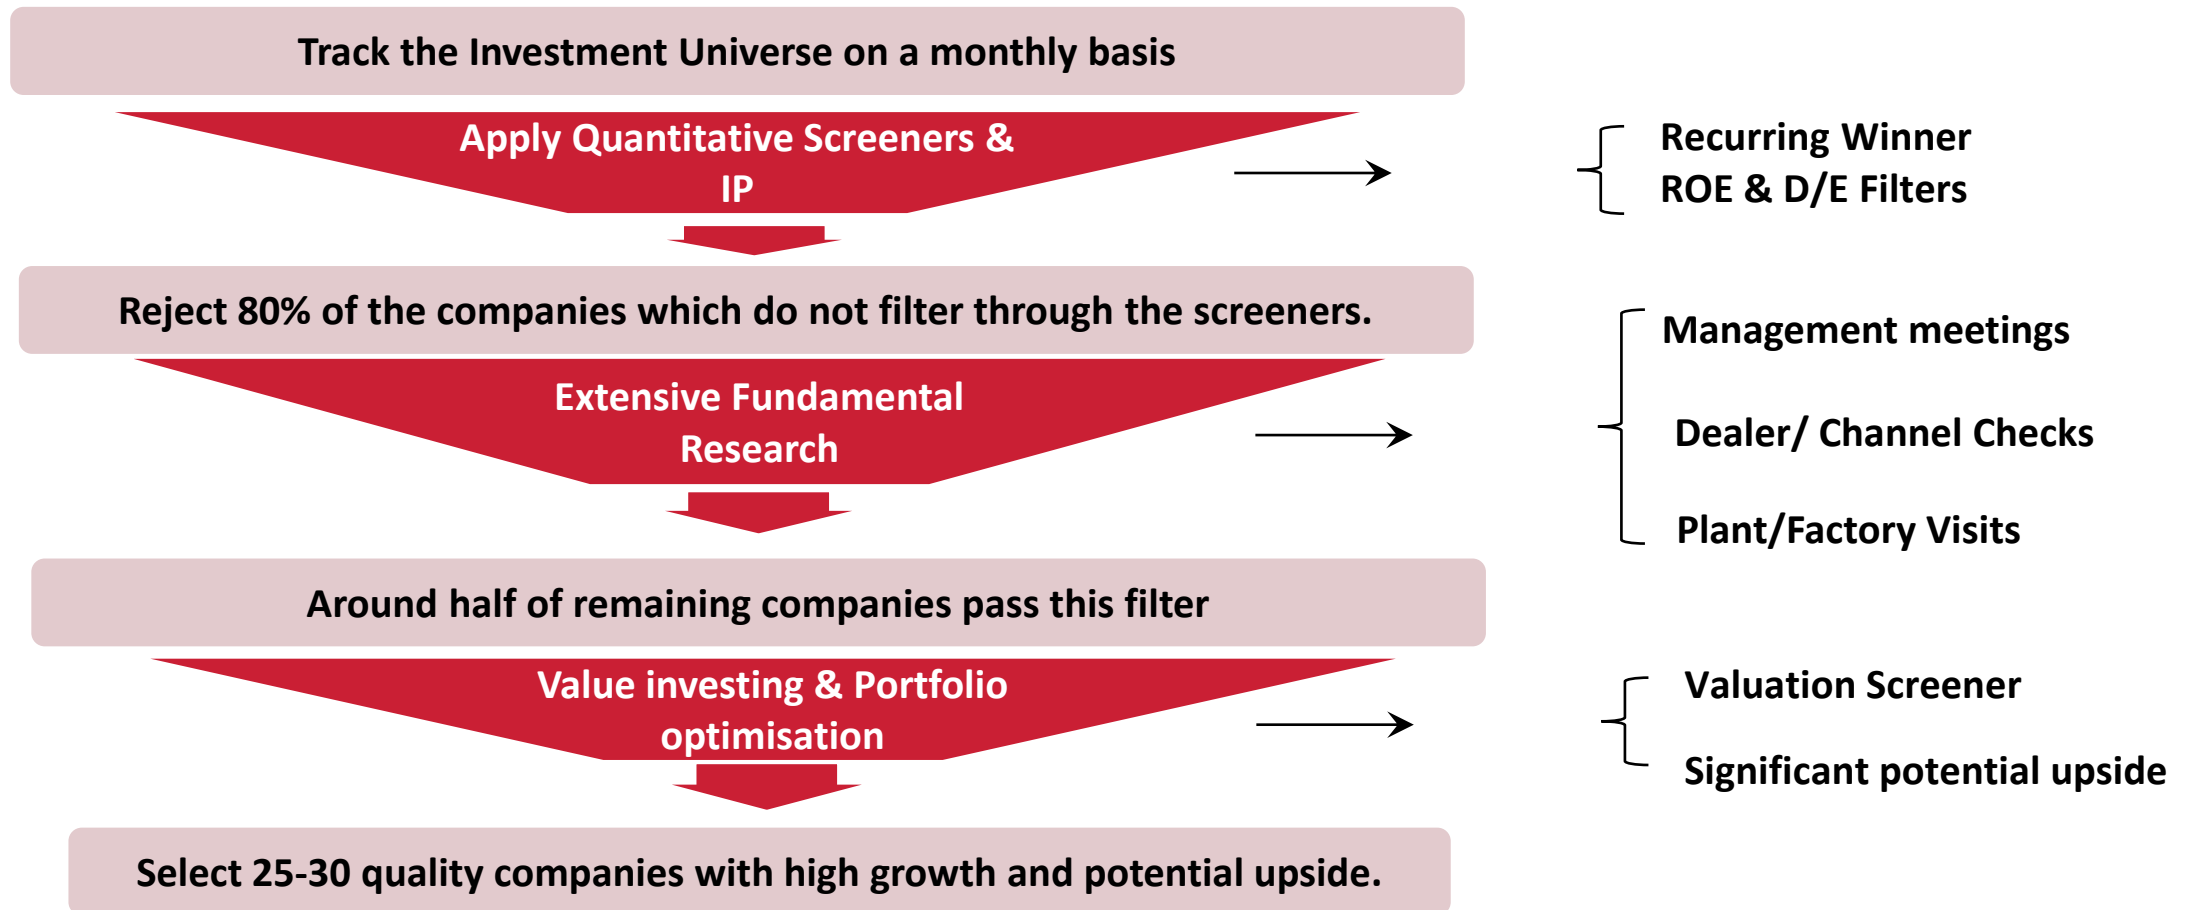 Track the Investment Universe on a monthly basis
Apply Quantitative Screeners &
IP
Recurring Winner
ROE & D/E Filters
Reject 80% of the companies which do not filter through the screeners.
Extensive Fundamental
Research
Management meetings
Dealer/ Channel Checks
Plant/Factory Visits
Around half of remaining companies pass this filter
Value investing & Portfolio
optimisation
Valuation Screener
Significant potential upside
Select 25-30 quality companies with high growth and potential upside.